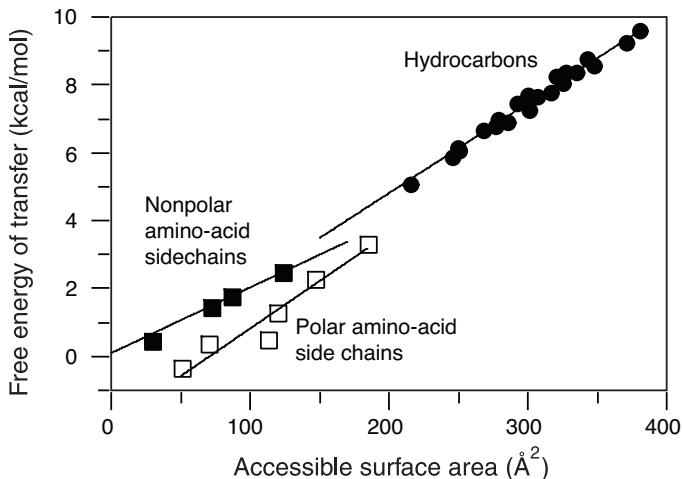 Free energy of transfer (kcal/mol)
10
8
6
4
2
0
Hydrocarbons
Nonpolar
amino-acid
sidechains
Polar amino-acid
side chains
0
100
200
300
400
Accessible surface area (Å²)